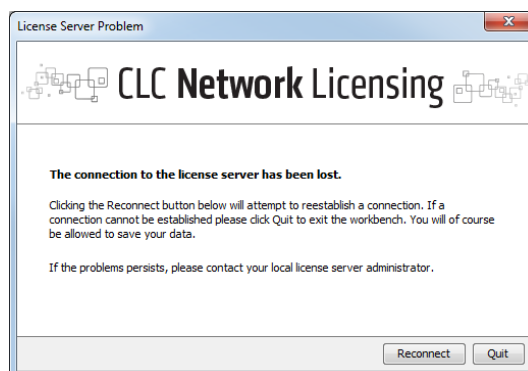 License Server Problem
CLC Network Licensing
The connection to the license server has been lost.
Clicking the Reconnect button below will attempt to reestablish a connection. If a
connection cannot be established please click Quit to exit the workbench. You will of course
be allowed to save your data.
If the problems persists, please contact your local license server administrator.
Reconnect Quit